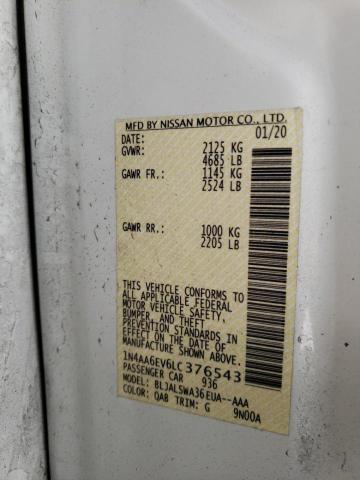 MFD BY NISSAN MOTOR CO., LTD.
DATE: 01/20
GVWR: 2125 KG
4685 LB
GAWR FR.: 1145 KG
2524 LB
GAWR RR.: 1000 KG
2205 LB
THIS VEHICLE CONFORMS TO
ALL APPLICABLE FEDERAL
MOTOR VEHICLE SAFETY,
BUMPER, AND THEFT
PREVENTION STANDARDS IN
EFFECT ON THE DATE OF
MANUFACTURE SHOWN ABOVE.
1N4AA6EV6LC376543
PASSENGER CAR 936
MODEL: BLJALSWA36EUA--AAA
COLOR: QAB TRIM: G 9N00A